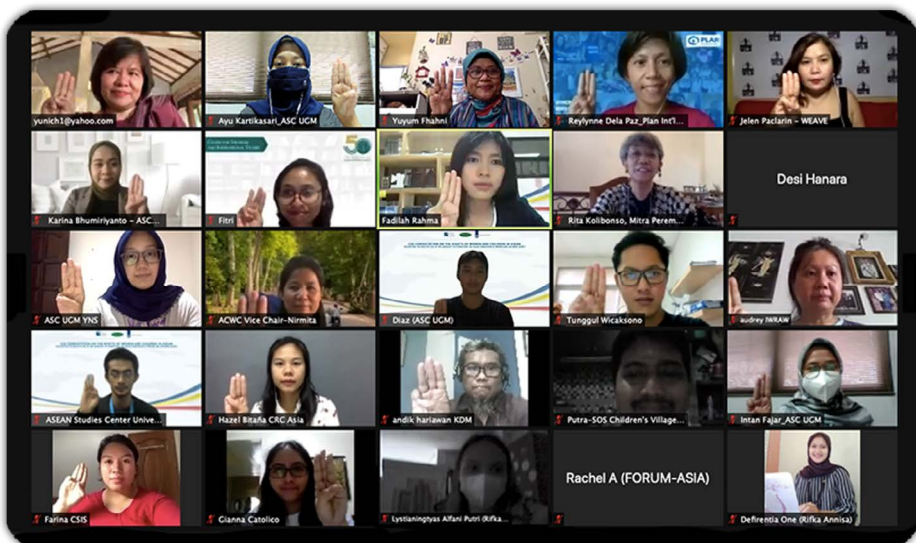 yunich1@yahoo.com
Ayu Kartikasari_ASC UGM
Yuyum Fhahni
Reylynne Dela Paz_Plan Int'l...
Jelen Paclarin – WEAVE
PLAN
Karina Bhumiriyanto – ASC...
Fitri
Fadilah Rahma
Rita Kolibonso, Mitra Perem...
Desi Hanara
ASC UGM YNS
ACWC Vice Chair-Nirmita
Diaz (ASC UGM)
Tunggul Wicaksono
audrey IWRAW
ASEAN Studies Center Unive...
Hazel Bitaña CRC Asia
andik hariawan KDM
Putra-SOS Children's Village...
Intan Fajar_ASC UGM
Farina CSIS
Gianna Catolico
Lystianingtyas Alfani Putri (Rifka...
Rachel A (FORUM-ASIA)
Defirentia One (Rifka Annisa)